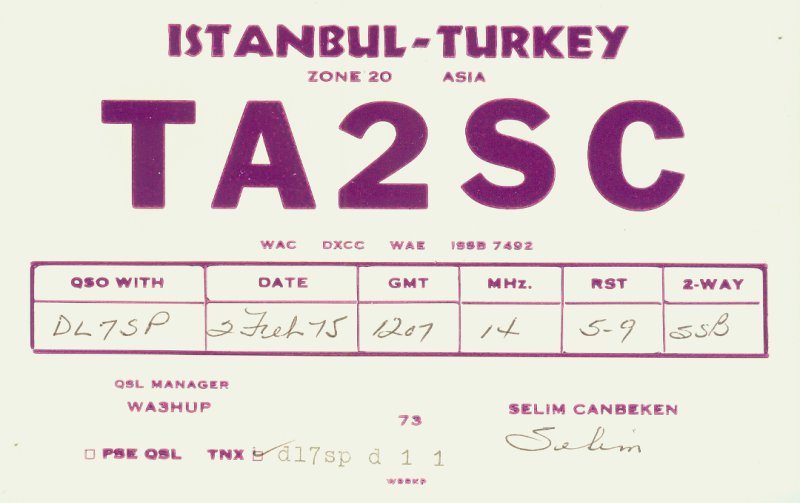 ISTANBUL-TURKEY
ZONE 20 ASIA
TA2SC
WAC DXCC WAE ISSB 7492
QSO WITH DATE GMT MHz. RST 2-WAY
DL7SP 2 Feb 75 1207 14 5-9 SSB
QSL MANAGER
WA3HUP
73
SELIM CANBEKEN
Selim
PSE QSL TNX dl7sp d 1 1